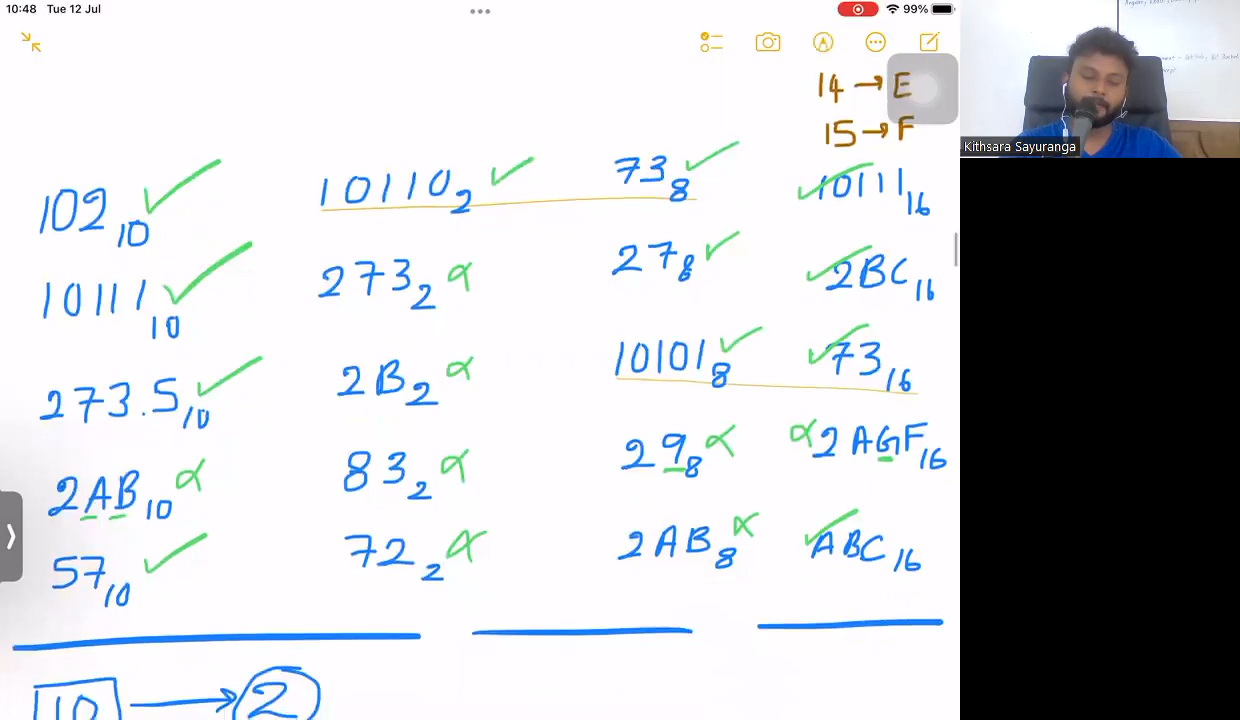 10:48 Tue 12 Jul
99%
14 → E
15 → F
Kithsara Sayuranga
102₁₀ ✓ 10110₂ ✓ 73₈ ✓ ✓ 10111₁₆
10111₁₀ ✓ 273₂ α 27₈ ✓ ✓ 2BC₁₆
273.5₁₀ ✓ 2B₂ α 10101₈ ✓ ✓ 73₁₆
2AB₁₀ α 83₂ α 29₈ α α 2AGF₁₆
57₁₀ ✓ 72₂ α 2AB₈ α ✓ ABC₁₆
10 → 2